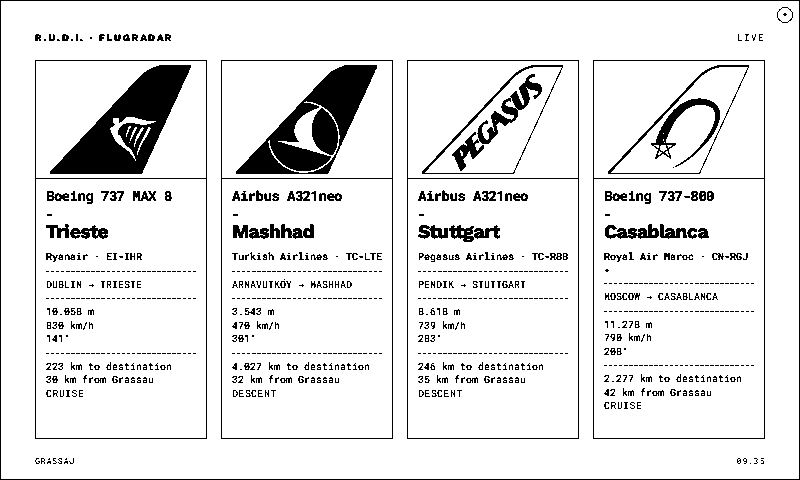 R.U.D.I. · FLUGRADAR
LIVE
PEGASUS
Boeing 737 MAX 8
-
Trieste
Ryanair · EI-IHR
DUBLIN → TRIESTE
10.058 m
830 km/h
141°
223 km to destination
30 km from Grassau
CRUISE
Airbus A321neo
-
Mashhad
Turkish Airlines · TC-LTE
ARNAVUTKÖY → MASHHAD
3.543 m
470 km/h
301°
4.027 km to destination
32 km from Grassau
DESCENT
Airbus A321neo
-
Stuttgart
Pegasus Airlines · TC-RBB
PENDIK → STUTTGART
8.618 m
739 km/h
283°
246 km to destination
35 km from Grassau
DESCENT
Boeing 737-800
-
Casablanca
Royal Air Maroc · CN-RGJ
•
MOSCOW → CASABLANCA
11.278 m
790 km/h
208°
2.277 km to destination
42 km from Grassau
CRUISE
GRASSAU
09.35